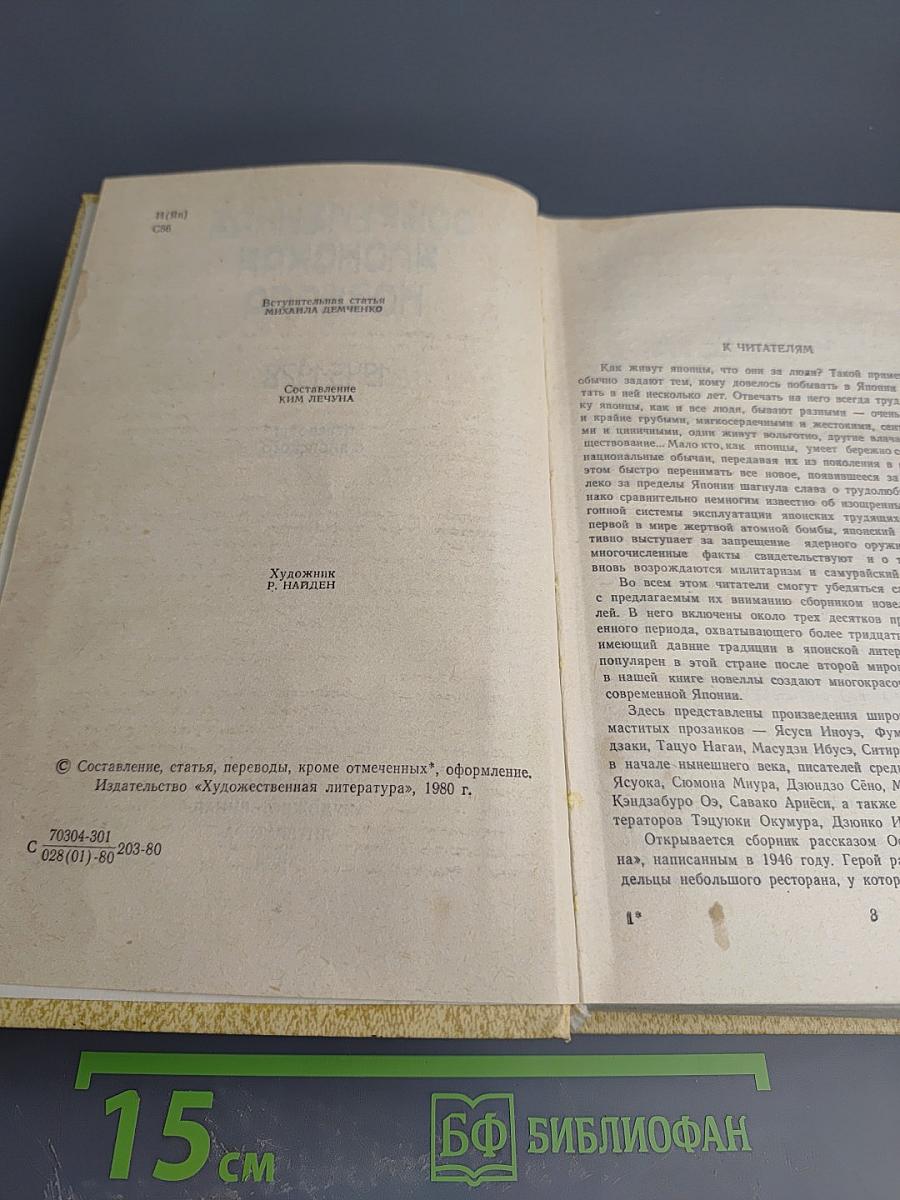 И(Яп)
С56
Вступительная статья
МИХАИЛА ДЕМЧЕНКО
Составление
КИМ ЛЕЧУНА
Художник
Р. НАЙДЕН
© Составление, статья, переводы, кроме отмеченных*, оформление.
Издательство «Художественная литература», 1980 г.
С 70304-301
028(01)-80 203-80
К ЧИТАТЕЛЯМ
Как живут японцы, что они за люди? Такой приме
обычно задают тем, кому довелось побывать в Японии
тать в ней несколько лет. Отвечать на него всегда труд
ку японцы, как и все люди, бывают разными — очень
и крайне грубыми, мягкосердечными и жестокими, сен
ми и циничными, одни живут вольготно, другие влача
ществование... Мало кто, как японцы, умеет бережно с
национальные обычаи, передавая их из поколения в
этом быстро перенимать все новое, появившееся за
леко за пределы Японии шагнула слава о трудолюб
нако сравнительно немногим известно об изощренны
гонной системы эксплуатации японских трудящих
первой в мире жертвой атомной бомбы, японский
тивно выступает за запрещение ядерного оружи
многочисленные факты свидетельствуют и о т
вновь возрождаются милитаризм и самурайский
Во всем этом читатели смогут убедиться с
с предлагаемым их вниманию сборником новел
лей. В него включены около трех десятков пр
енного периода, охватывающего более тридцат
имеющий давние традиции в японской литер
популярен в этой стране после второй миро
в нашей книге новеллы создают многокрасо
современной Японии.
Здесь представлены произведения широ
маститых прозаиков — Ясуси Иноуэ, Фум
дзаки, Тацуо Нагаи, Масудзи Ибусэ, Ситир
в начале нынешнего века, писателей сред
Ясуока, Сюмона Миура, Дзюндзо Сёно, М
Кэндзабуро Оэ, Савако Ариёси, а также
тераторов Тэцуюки Окумура, Дзюнко И
Открывается сборник рассказом Ос
на», написанным в 1946 году. Герой ра
дельцы небольшого ресторана, у котор
1*
3
15 см
БФ БИБЛИОФАН